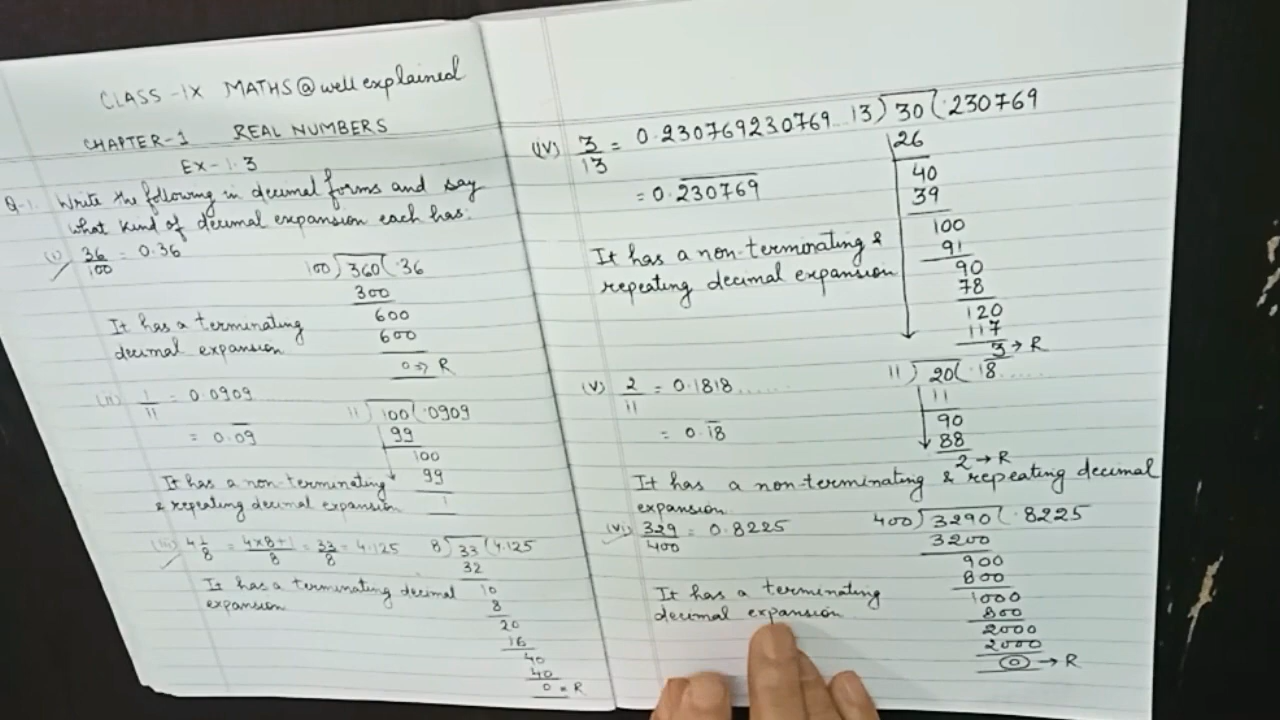 CLASS-IX MATHS@wellexplained
CHAPTER-1 REAL NUMBERS
EX-1.3
Q-1. Write the following in decimal forms and say
what kind of decimal expansion each has:
(i) 36/100 = 0.36
100) 360 (.36
300
600
600
0 => R
It has a terminating
decimal expansion
(ii) 1/11 = 0.0909
= 0.0̅9̅
11) 100 (.0909
99
100
99
1
It has a non-terminating
& repeating decimal expansion
(iii) 4 1/8 = 4×8+1/8 = 33/8 = 4.125
8) 33 (4.125
32
10
8
20
16
40
40
0 = R
It has a terminating decimal
expansion
(iv) 3/13 = 0.230769230769...
= 0.2̅3̅0̅7̅6̅9̅
13) 30 (.230769
26
40
39
100
91
90
78
120
117
3 → R
It has a non-terminating &
repeating decimal expansion
(v) 2/11 = 0.1818......
= 0.1̅8̅
11) 20 (.18.....
11
90
88
2 → R
It has a non-terminating & repeating decimal
expansion
(vi) 329/400 = 0.8225
400) 3290 (.8225
3200
900
800
1000
800
2000
2000
0 → R
It has a terminating
decimal expansion